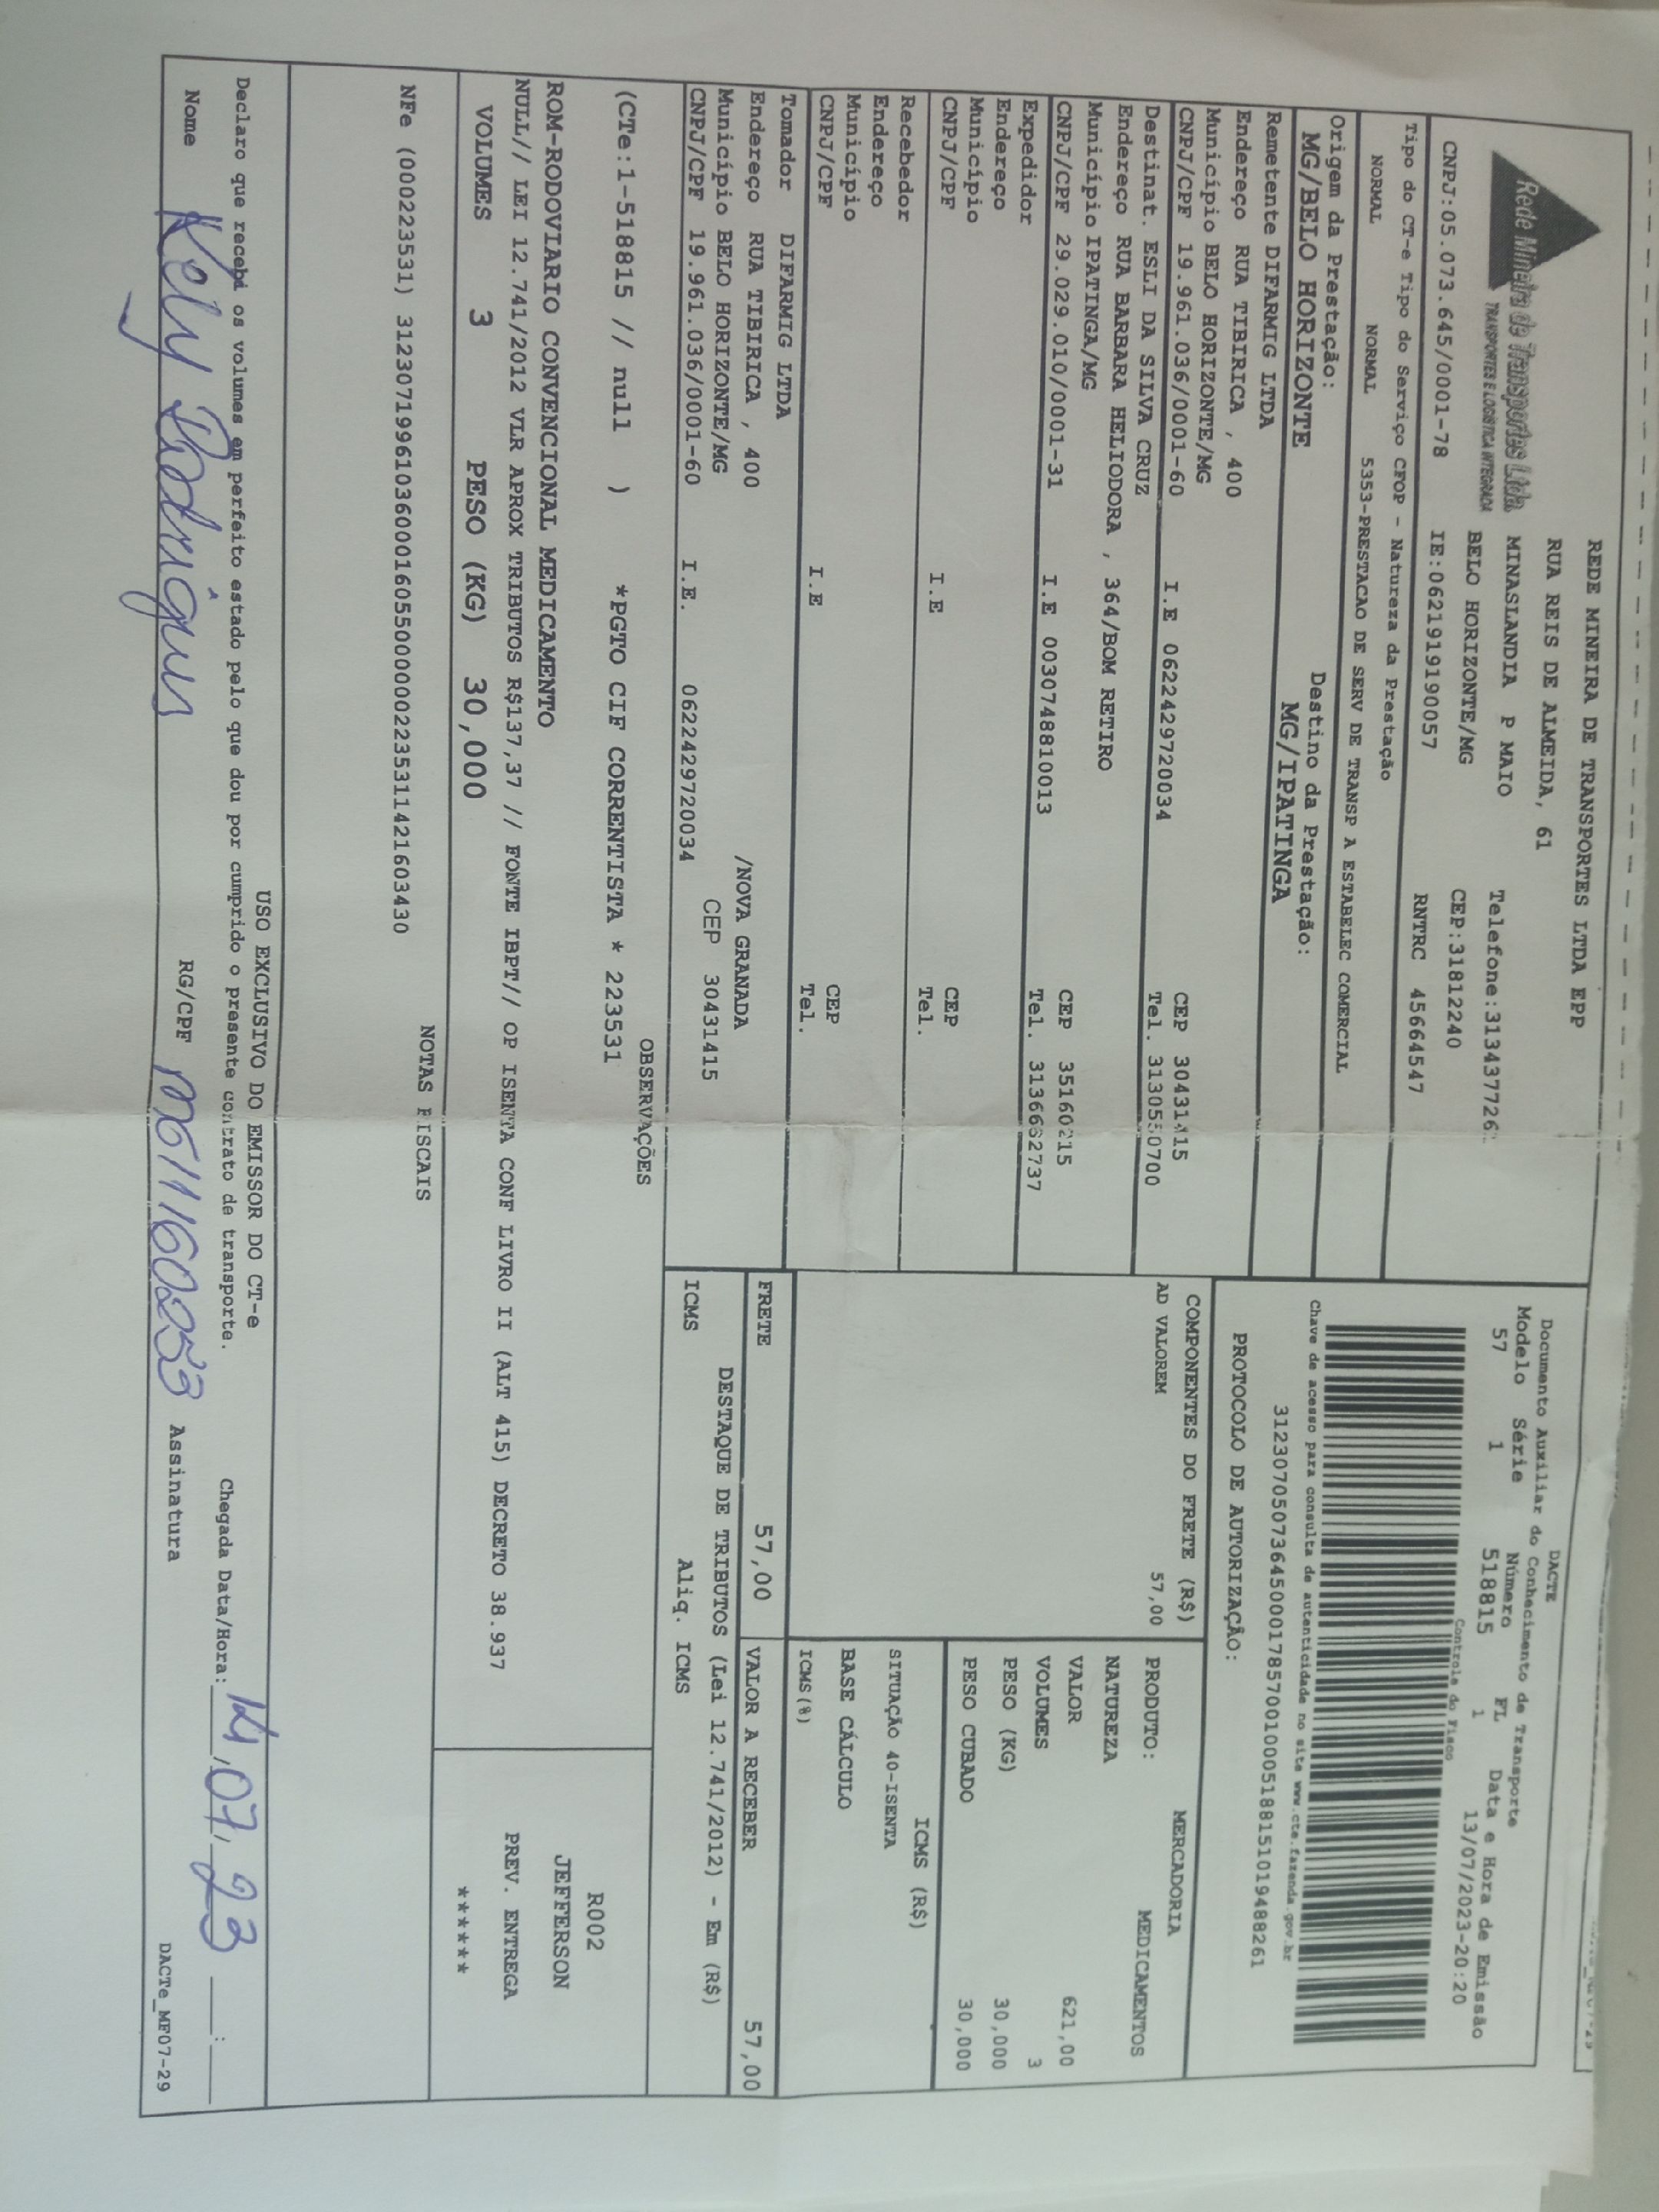 Rede Mineira de Transportes Ltda.
TRANSPORTES E LOGÍSTICA INTEGRADA
REDE MINEIRA DE TRANSPORTES LTDA EPP
RUA REIS DE ALMEIDA, 61
MINASLANDIA P MAIO Telefone:313437726
BELO HORIZONTE/MG CEP:31812240
CNPJ:05.073.645/0001-78 IE:0621919190057 RNTRC 45664547
Tipo do CT-e Tipo do Serviço CFOP - Natureza da Prestação
NORMAL NORMAL 5353-PRESTACAO DE SERV DE TRANSP A ESTABELEC COMERCIAL
Origem da Prestação: Destino da Prestação:
MG/BELO HORIZONTE MG/IPATINGA
Remetente DIFARMIG LTDA
Endereço RUA TIBIRICA , 400
Município BELO HORIZONTE/MG CEP 30431415
CNPJ/CPF 19.961.036/0001-60 I.E 0622429720034 Tel. 3130550700
Destinat. ESLI DA SILVA CRUZ
Endereço RUA BARBARA HELIODORA , 364/BOM RETIRO
Município IPATINGA/MG CEP 35160215
CNPJ/CPF 29.029.010/0001-31 I.E 0030748810013 Tel. 3136662737
Expedidor
Endereço
Município CEP
CNPJ/CPF I.E Tel.
Recebedor
Endereço
Município CEP
CNPJ/CPF I.E Tel.
Tomador DIFARMIG LTDA
Endereço RUA TIBIRICA , 400 /NOVA GRANADA
Município BELO HORIZONTE/MG CEP 30431415
CNPJ/CPF 19.961.036/0001-60 I.E. 0622429720034
DACTE
Documento Auxiliar do Conhecimento de Transporte
Modelo Série Número FL Data e Hora de Emissão
57 1 518815 1 13/07/2023-20:20
Controle do Fisco
Chave de acesso para consulta de autenticidade no site www.cte.fazenda.gov.br
31230705073645000178570010005188151019488261
PROTOCOLO DE AUTORIZAÇÃO:
COMPONENTES DO FRETE (R$)
AD VALOREM 57,00
MERCADORIA
PRODUTO: MEDICAMENTOS
NATUREZA
VALOR 621,00
VOLUMES 3
PESO (KG) 30,000
PESO CUBADO 30,000
ICMS (R$)
SITUAÇÃO 40-ISENTA
BASE CÁLCULO
ICMS(%)
FRETE 57,00 VALOR A RECEBER 57,00
DESTAQUE DE TRIBUTOS (Lei 12.741/2012) - Em (R$)
ICMS Aliq. ICMS
OBSERVAÇÕES
(CTe:1-518815 // null ) *PGTO CIF CORRENTISTA * 223531
ROM-RODOVIARIO CONVENCIONAL MEDICAMENTO
NULL// LEI 12.741/2012 VLR APROX TRIBUTOS R$137,37 // FONTE IBPT// OP ISENTA CONF LIVRO II (ALT 415) DECRETO 38.937
VOLUMES 3 PESO (KG) 30,000
R002
JEFFERSON
PREV. ENTREGA
******
NOTAS FISCAIS
NFe (000223531) 31230719961036000160550000002235311421603430
USO EXCLUSIVO DO EMISSOR DO CT-e
Declaro que recebi os volumes em perfeito estado pelo que dou por cumprido o presente contrato de transporte. Chegada Data/Hora: 14/07/23 __:__
Nome Kely Rodrigues RG/CPF Assinatura
DACTe_MF07-29